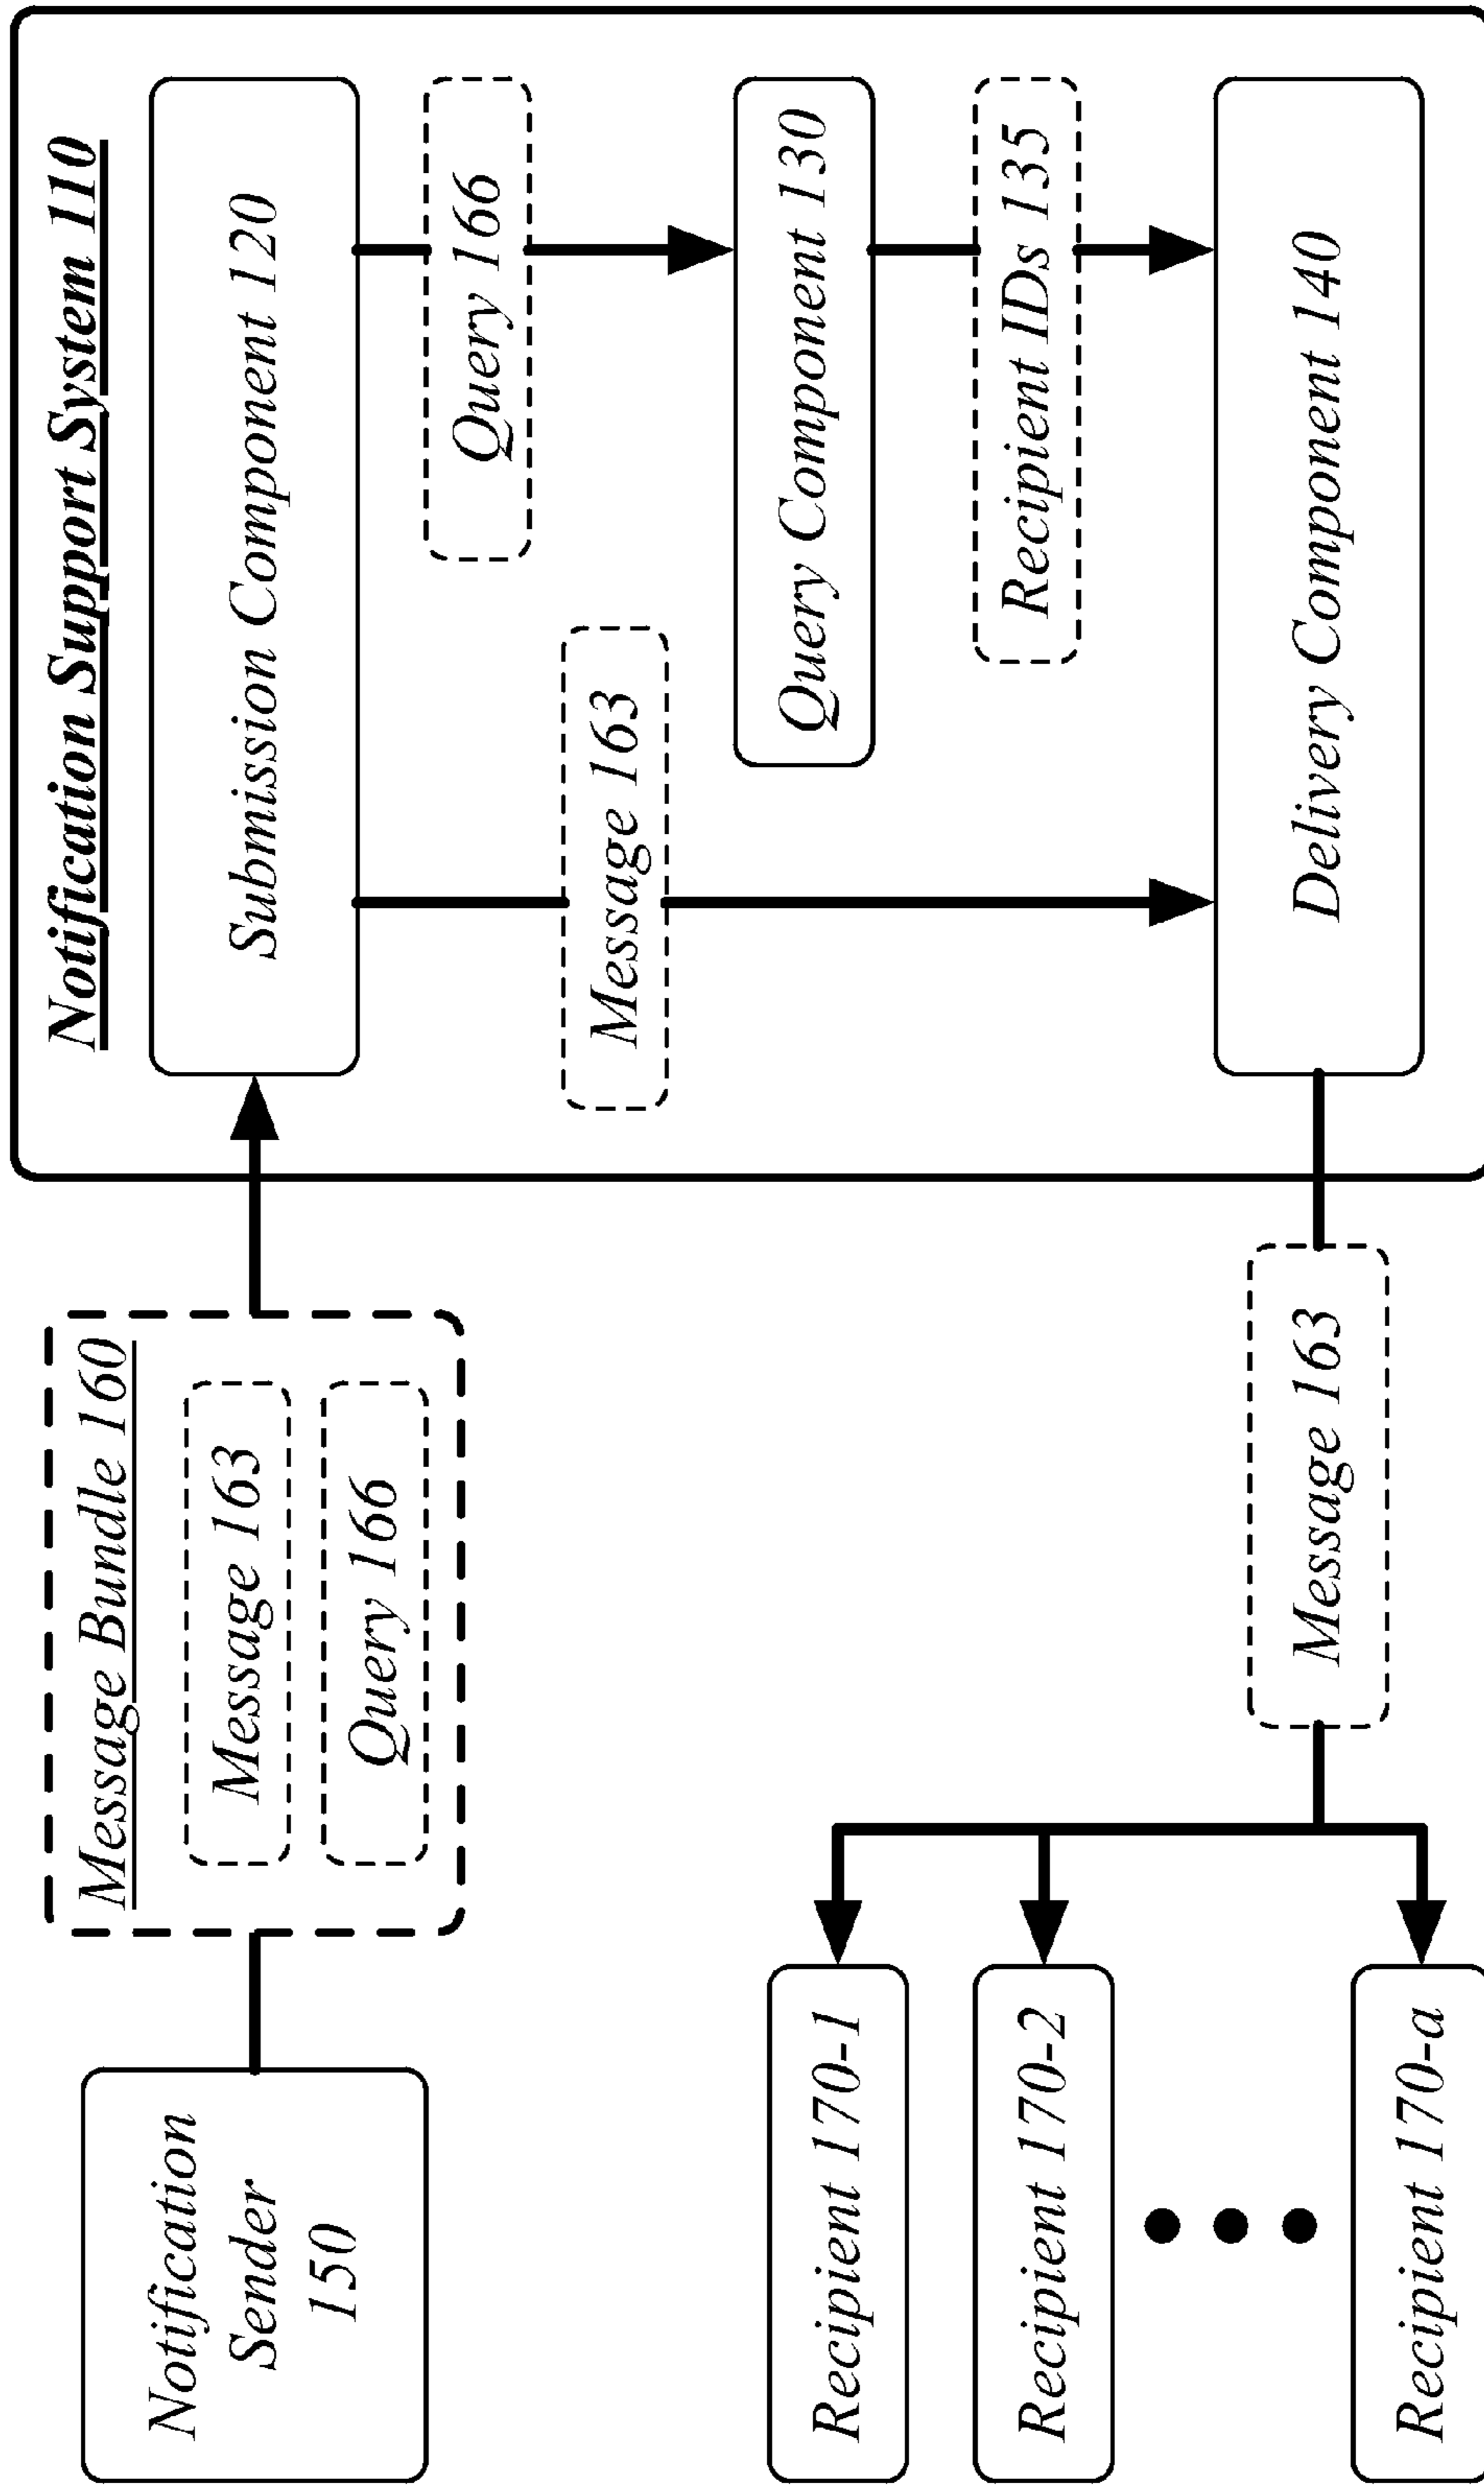 Notification
Sender
150
Message Bundle 160
Message 163
Query 166
Notification Support System 110
Submission Component 120
Query 166
Message 163
Query Component 130
Recipient IDs 135
Delivery Component 140
Message 163
Recipient 170-1
Recipient 170-2
Recipient 170-a